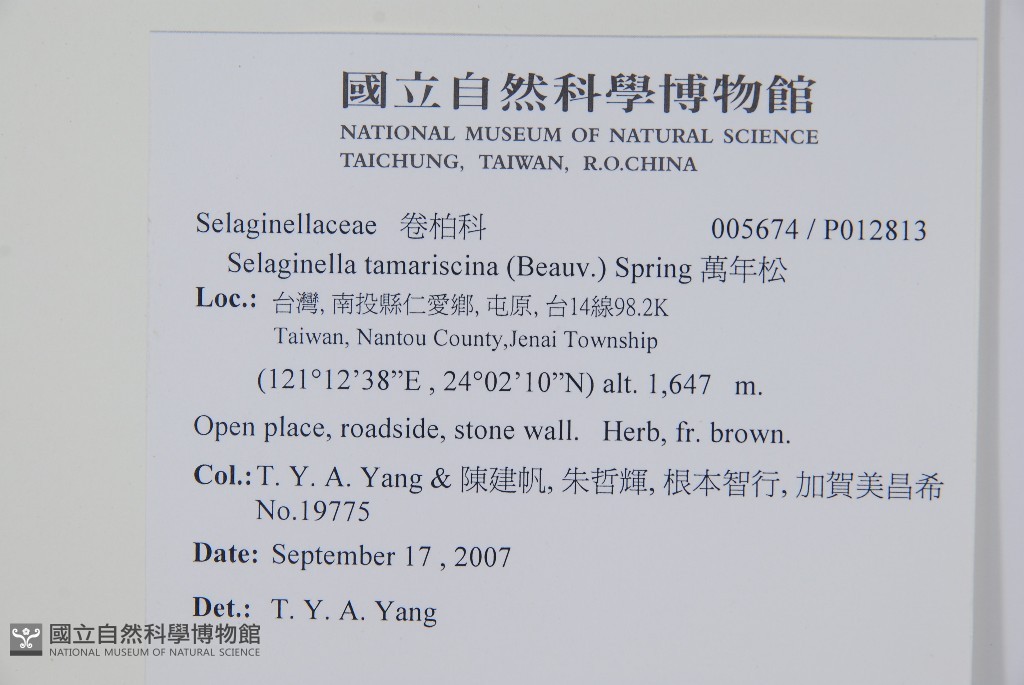 國立自然科學博物館
NATIONAL MUSEUM OF NATURAL SCIENCE
TAICHUNG, TAIWAN, R.O.CHINA
Selaginellaceae 卷柏科 005674 / P012813
Selaginella tamariscina (Beauv.) Spring 萬年松
Loc.: 台灣, 南投縣仁愛鄉, 屯原, 台14線98.2K
Taiwan, Nantou County,Jenai Township
(121°12’38”E , 24°02’10”N) alt. 1,647 m.
Open place, roadside, stone wall. Herb, fr. brown.
Col.: T. Y. A. Yang & 陳建帆, 朱哲輝, 根本智行, 加賀美昌希
No.19775
Date: September 17 , 2007
Det.: T. Y. A. Yang
國立自然科學博物館
NATIONAL MUSEUM OF NATURAL SCIENCE